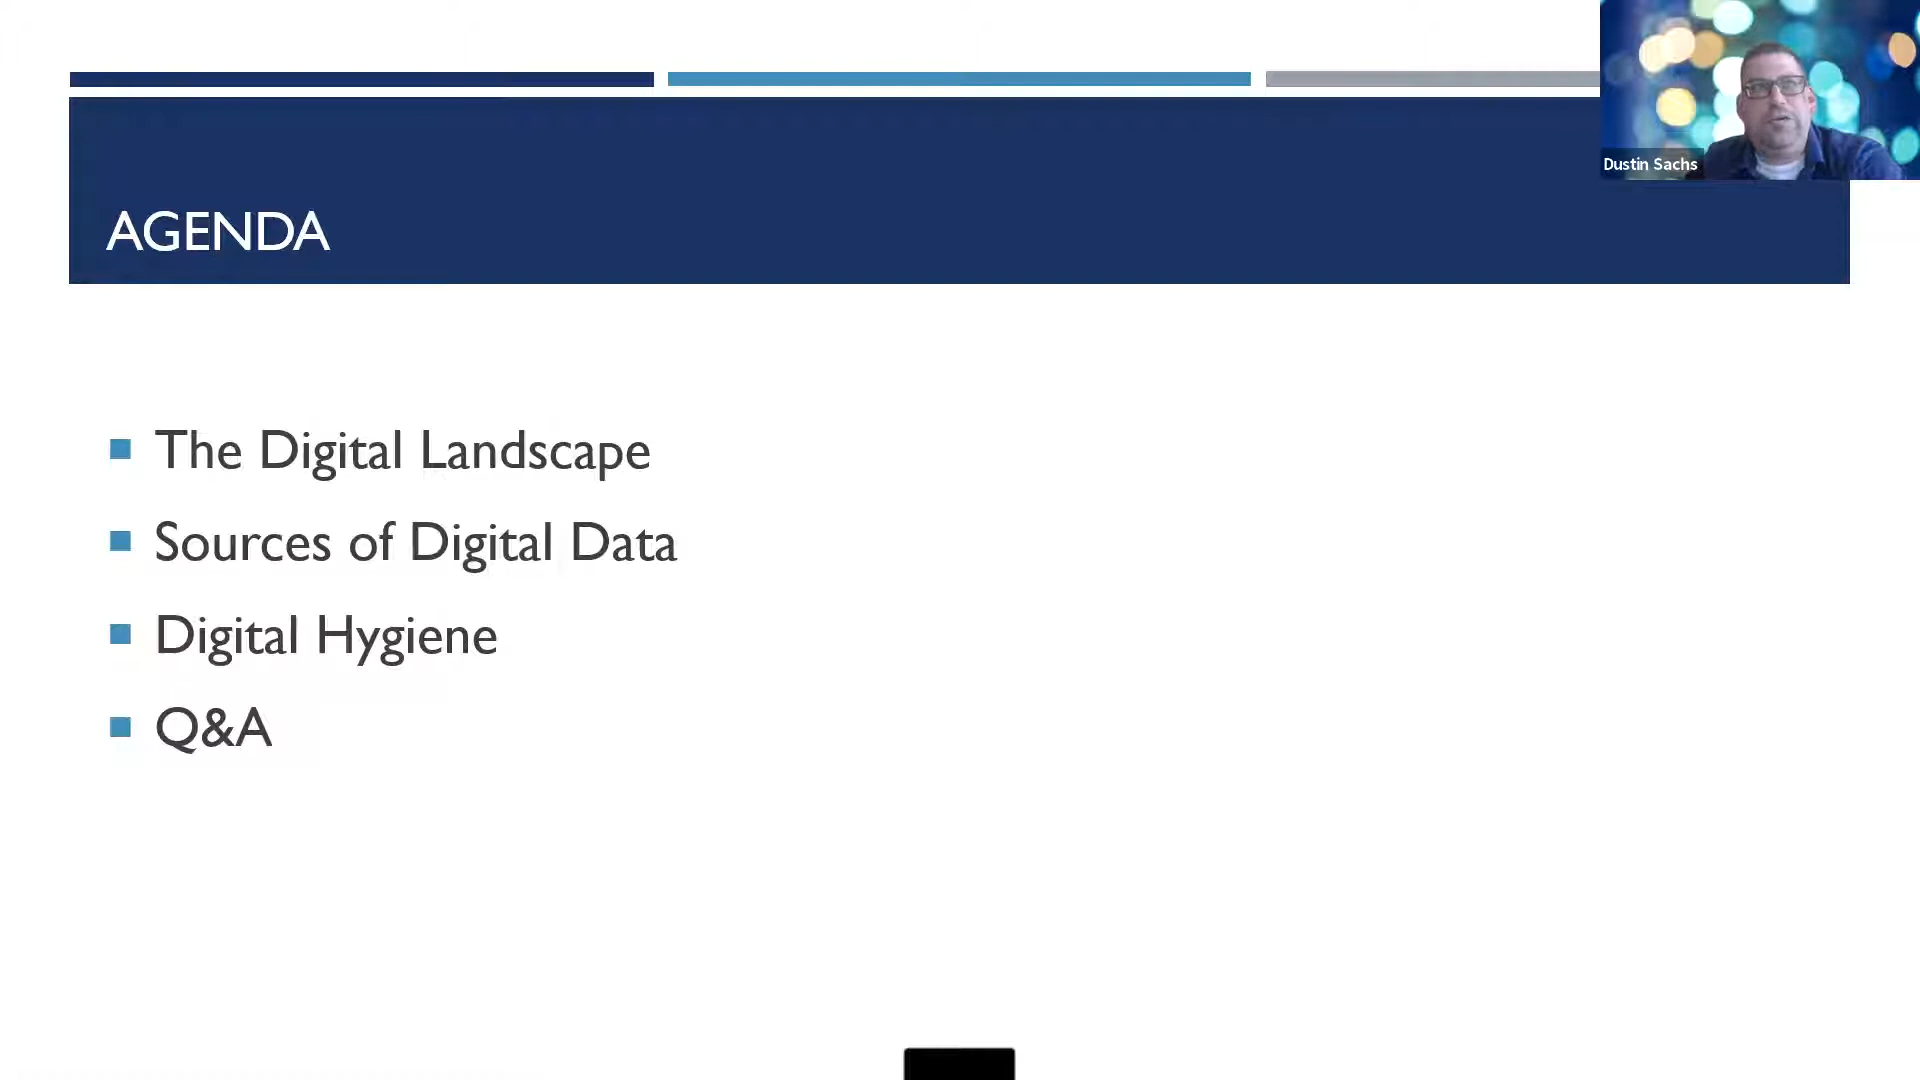 Dustin Sachs
AGENDA
The Digital Landscape
Sources of Digital Data
Digital Hygiene
Q&A